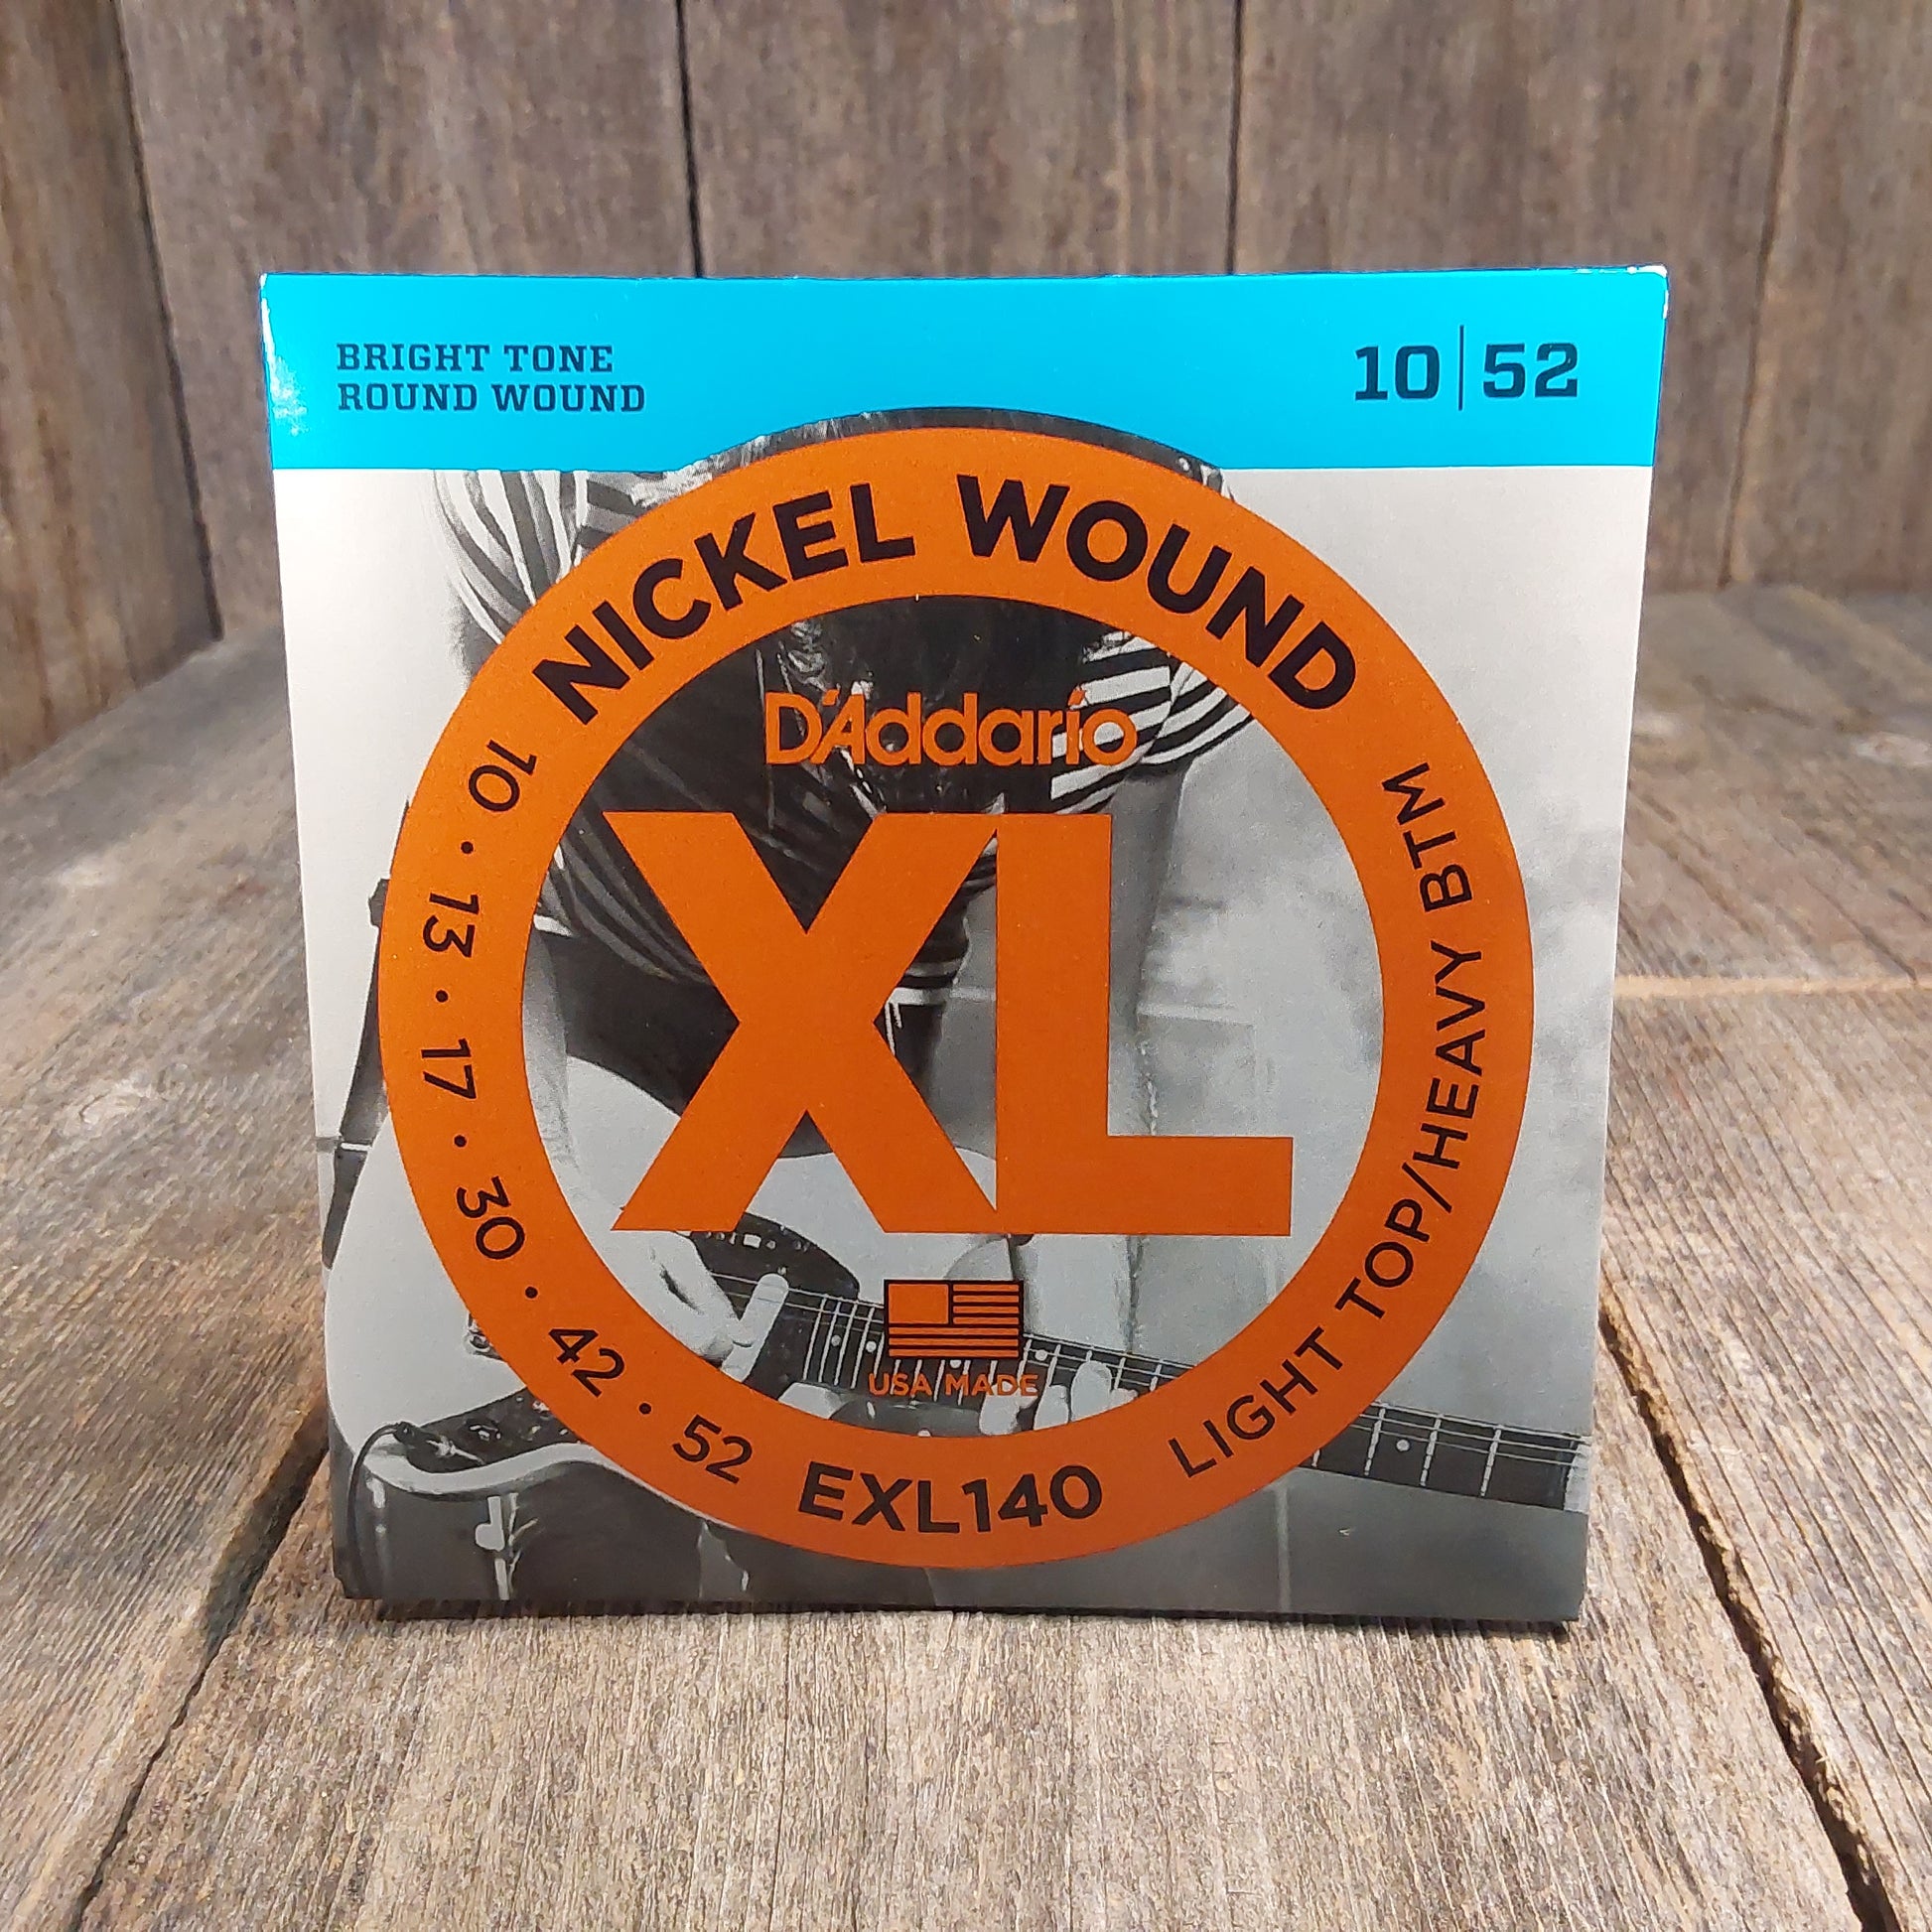 BRIGHT TONE
ROUND WOUND
10 | 52
NICKEL WOUND
D'Addario
XL
USA MADE
10 · 13 · 17 · 30 · 42 · 52
EXL140
LIGHT TOP/HEAVY BTM